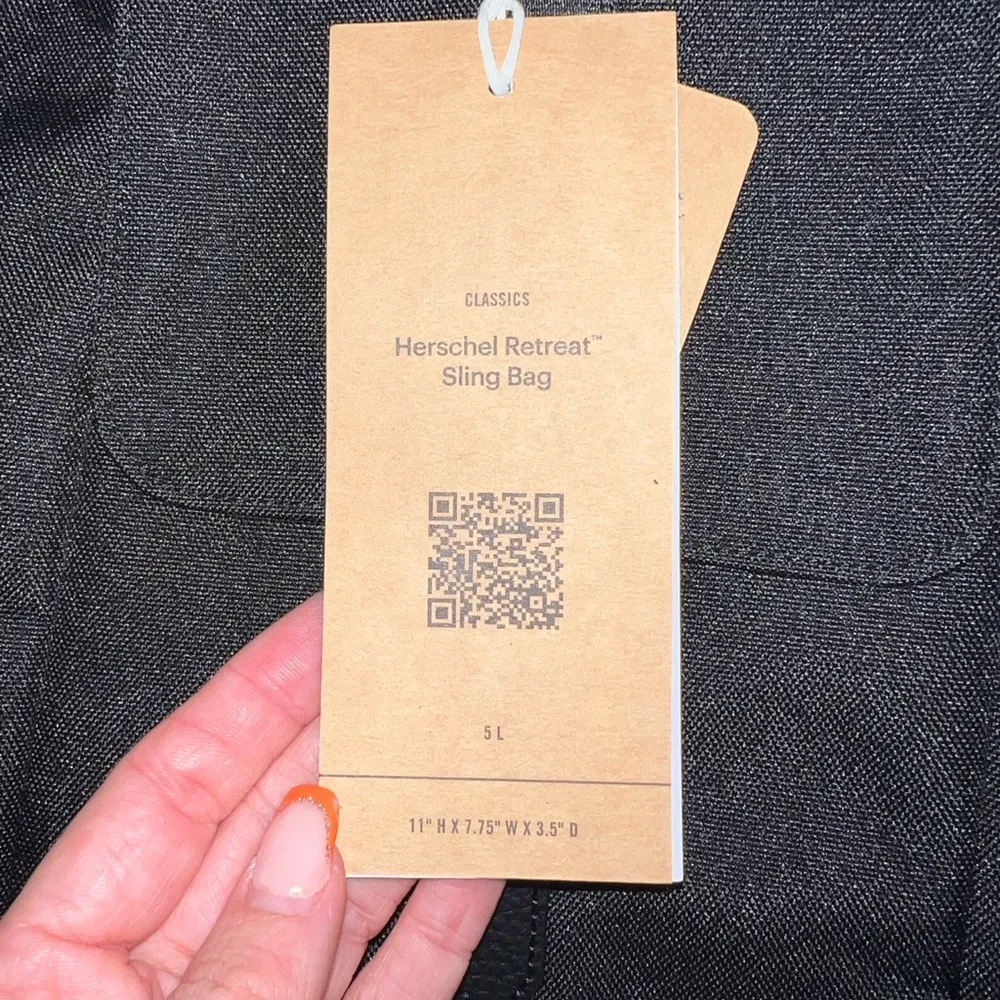 CLASSICS
Herschel Retreat™
Sling Bag
5 L
11" H X 7.75" W X 3.5" D